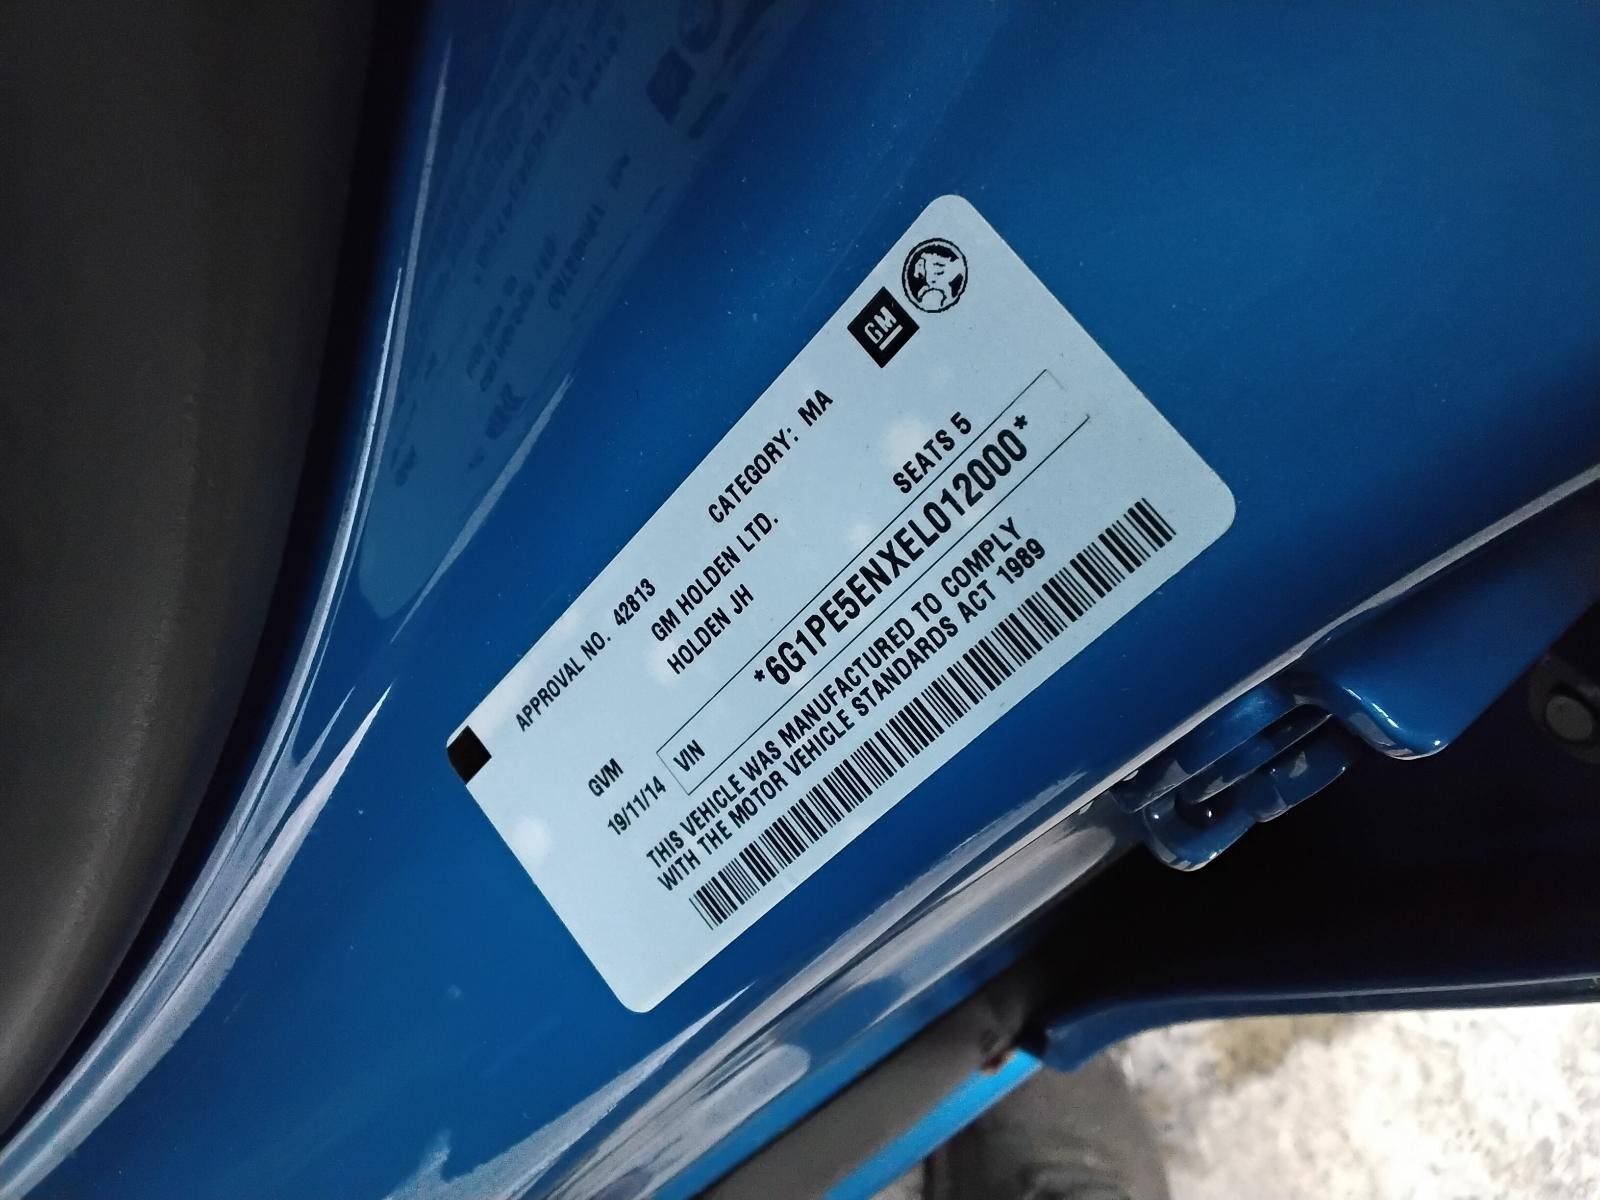 GM
APPROVAL NO. 42813 CATEGORY: MA
GM HOLDEN LTD.
HOLDEN JH
GVM SEATS 5
19/11/14 VIN *6G1PE5ENXEL012000*
THIS VEHICLE WAS MANUFACTURED TO COMPLY
WITH THE MOTOR VEHICLE STANDARDS ACT 1989